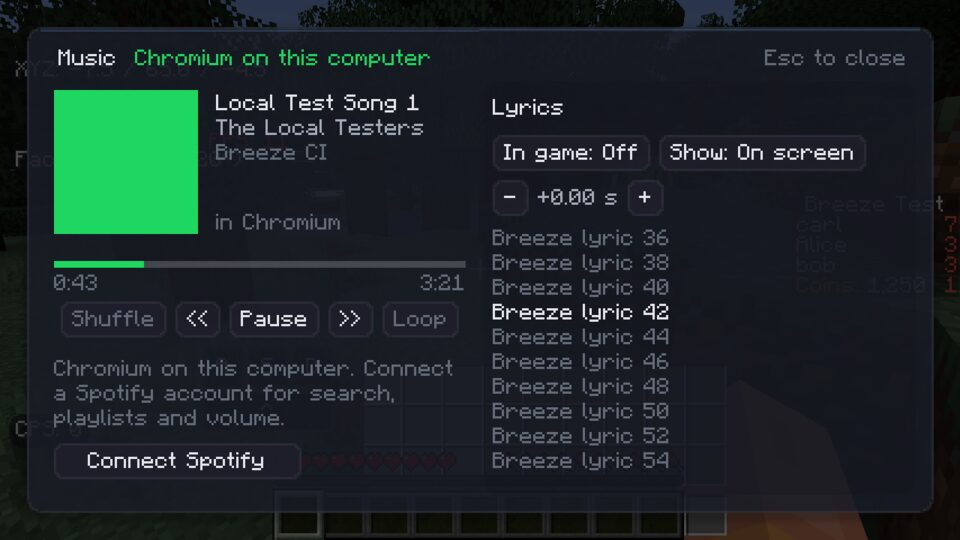 Music Chromium on this computer
Esc to close
Local Test Song 1
The Local Testers
Breeze CI
in Chromium
0:43
3:21
Shuffle << Pause >> Loop
Chromium on this computer. Connect
a Spotify account for search,
playlists and volume.
Connect Spotify
Lyrics
In game: Off
Show: On screen
- +0.00 s +
Breeze lyric 36
Breeze lyric 38
Breeze lyric 40
Breeze lyric 42
Breeze lyric 44
Breeze lyric 46
Breeze lyric 48
Breeze lyric 50
Breeze lyric 52
Breeze lyric 54
Breeze Test
carl 7
Alice 3
bob 3
Coins: 1,250 1